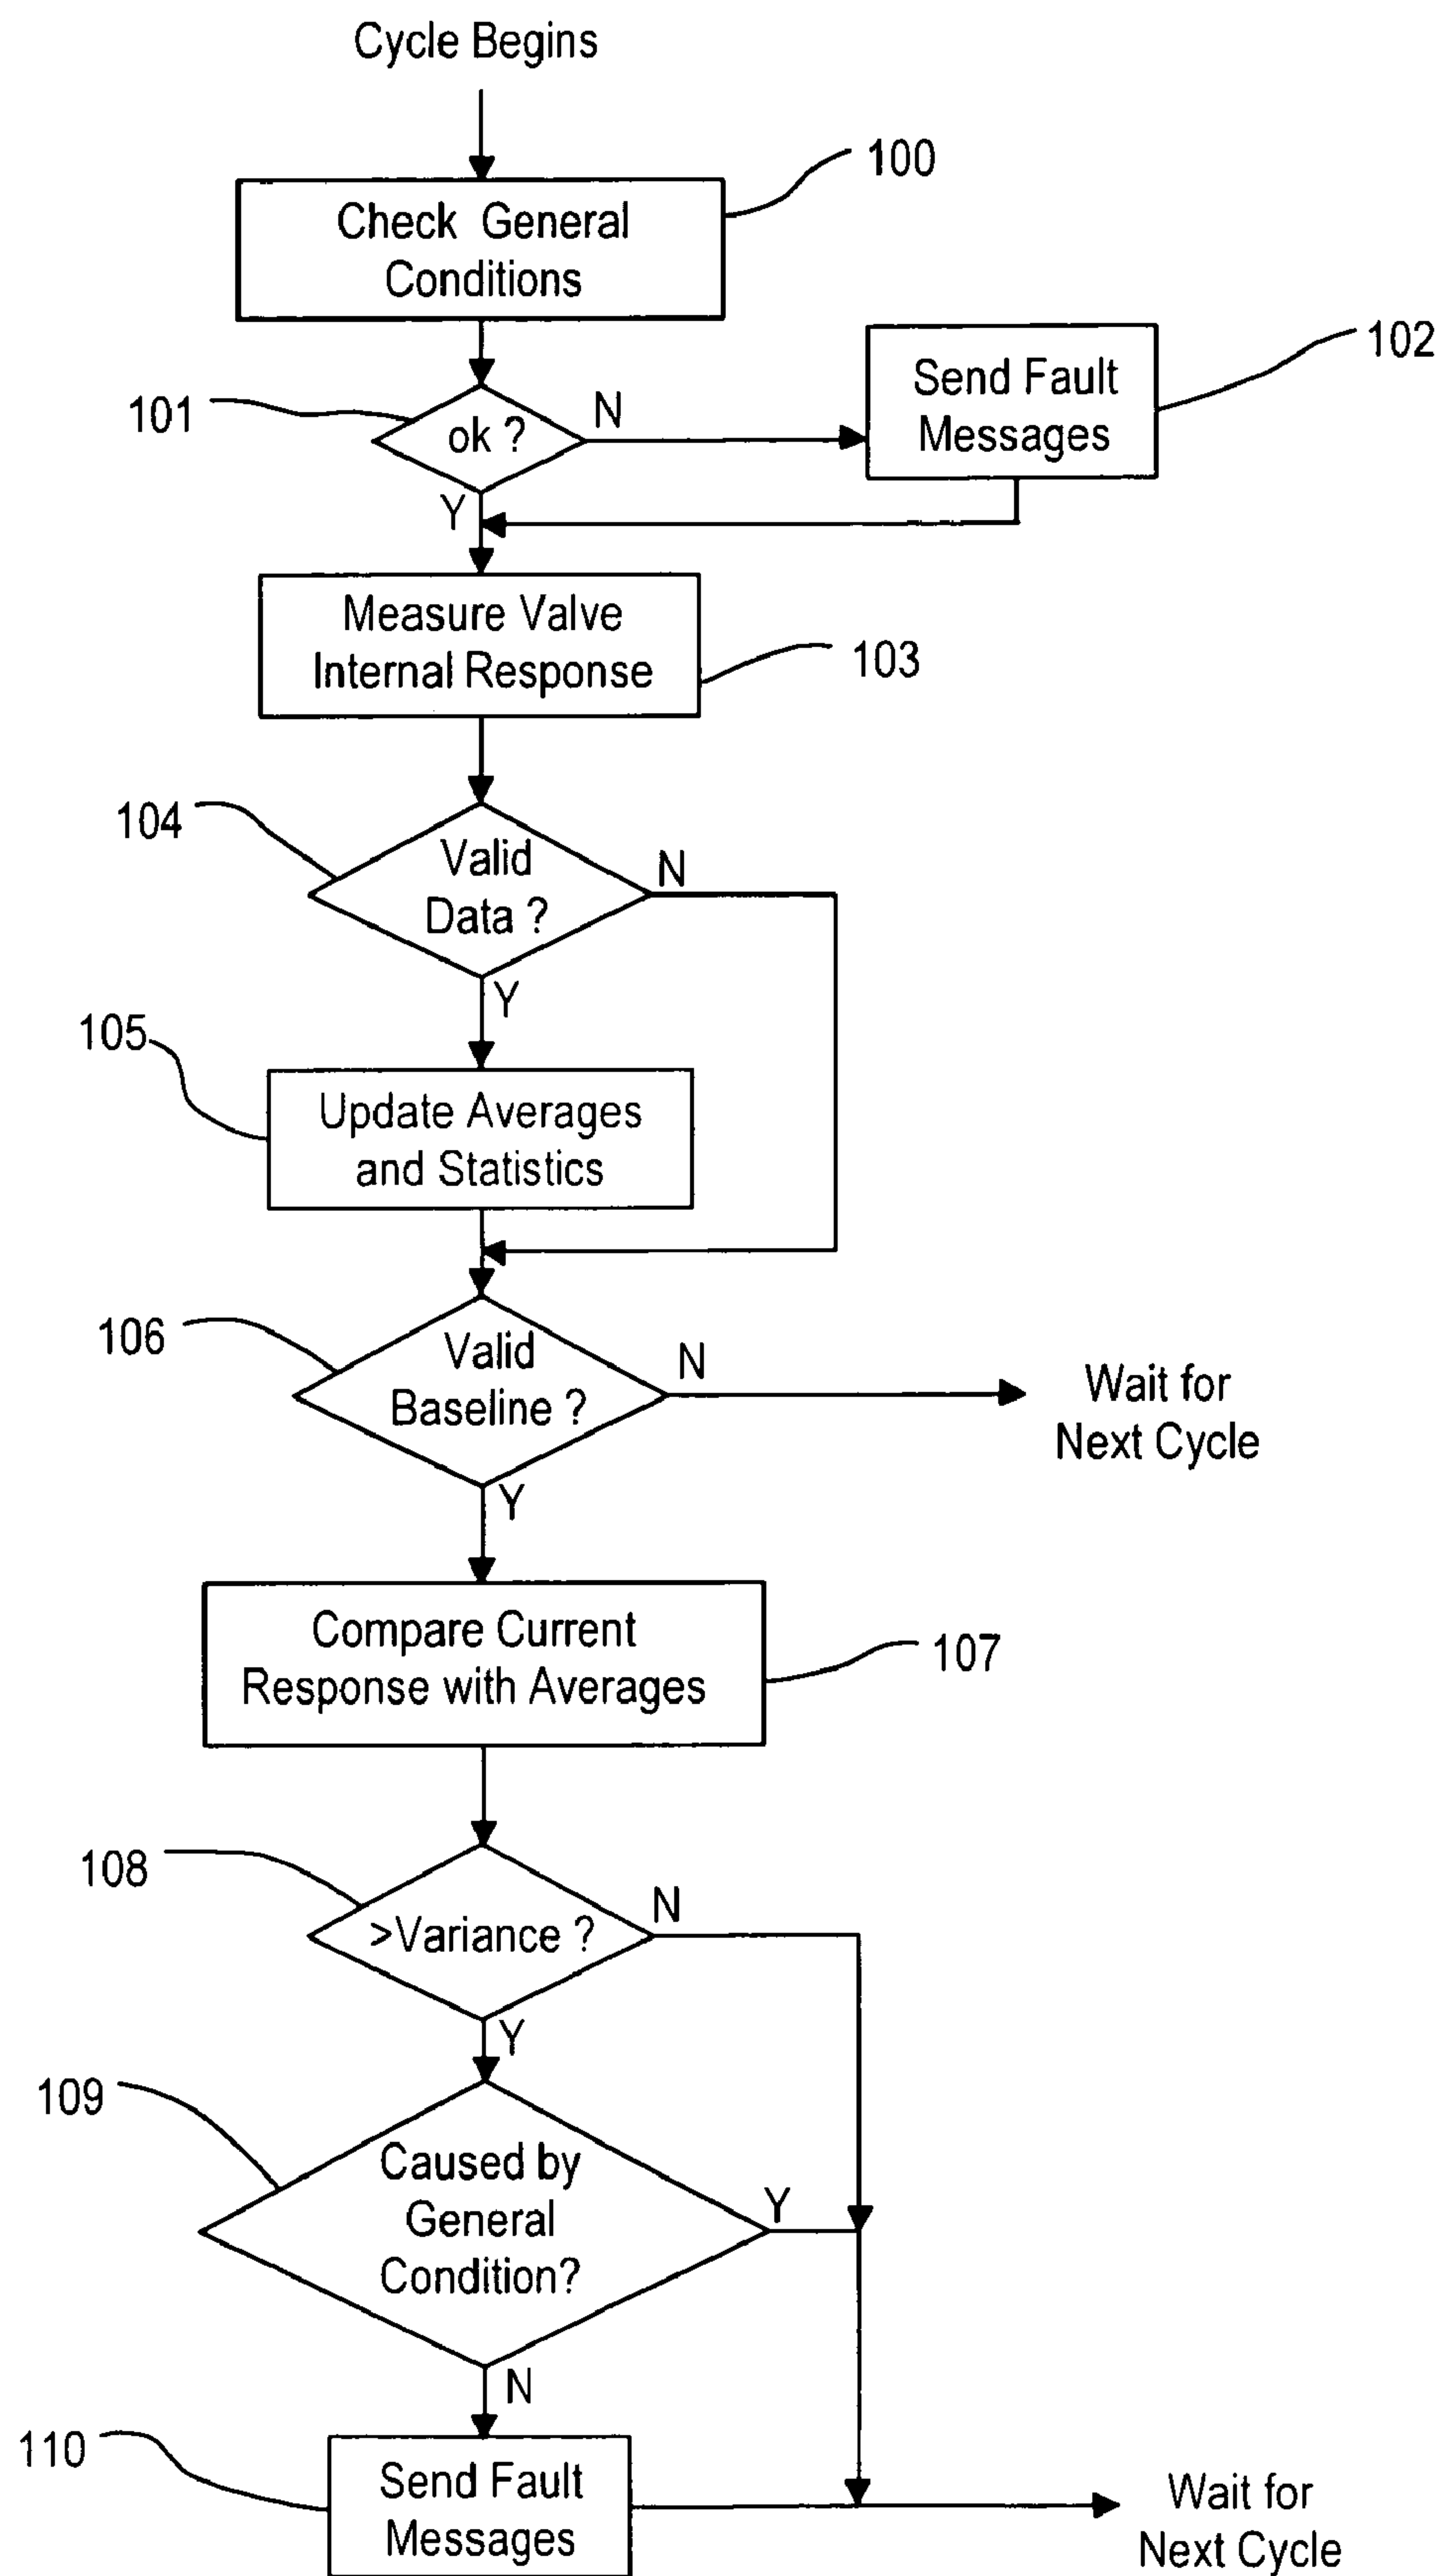 Cycle Begins
100
Check General
Conditions
102
Send Fault
Messages
101
ok ?
N
Y
Measure Valve
Internal Response
103
104
Valid
Data ?
N
Y
105
Update Averages
and Statistics
106
Valid
Baseline ?
N
Wait for
Next Cycle
Y
Compare Current
Response with Averages
107
108
>Variance ?
N
Y
109
Caused by
General
Condition?
Y
N
110
Send Fault
Messages
Wait for
Next Cycle